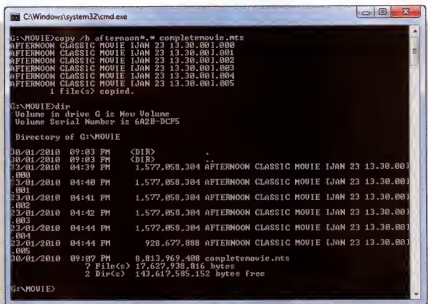 C:\Windows\system32\cmd.exe
G:\MOVIE>copy /b afternoon*.* completemovie.mts
AFTERNOON CLASSIC MOVIE [JAN 23 13.30.00].000
AFTERNOON CLASSIC MOVIE [JAN 23 13.30.00].001
AFTERNOON CLASSIC MOVIE [JAN 23 13.30.00].002
AFTERNOON CLASSIC MOVIE [JAN 23 13.30.00].003
AFTERNOON CLASSIC MOVIE [JAN 23 13.30.00].004
AFTERNOON CLASSIC MOVIE [JAN 23 13.30.00].005
1 file(s) copied.
G:\MOVIE>dir
Volume in drive G is New Volume
Volume Serial Number is 6A2B-DCF5
Directory of G:\MOVIE
30/01/2010 09:03 PM <DIR> .
30/01/2010 09:03 PM <DIR> ..
23/01/2010 04:39 PM 1,577,058,304 AFTERNOON CLASSIC MOVIE [JAN 23 13.30.00]
.000
23/01/2010 04:40 PM 1,577,058,304 AFTERNOON CLASSIC MOVIE [JAN 23 13.30.00]
.001
23/01/2010 04:41 PM 1,577,058,304 AFTERNOON CLASSIC MOVIE [JAN 23 13.30.00]
.002
23/01/2010 04:42 PM 1,577,058,304 AFTERNOON CLASSIC MOVIE [JAN 23 13.30.00]
.003
23/01/2010 04:44 PM 1,577,058,304 AFTERNOON CLASSIC MOVIE [JAN 23 13.30.00]
.004
23/01/2010 04:44 PM 928,677,888 AFTERNOON CLASSIC MOVIE [JAN 23 13.30.00]
.005
30/01/2010 09:07 PM 8,813,969,408 completemovie.mts
7 File(s) 17,627,938,816 bytes
2 Dir(s) 143,617,585,152 bytes free
G:\MOVIE>